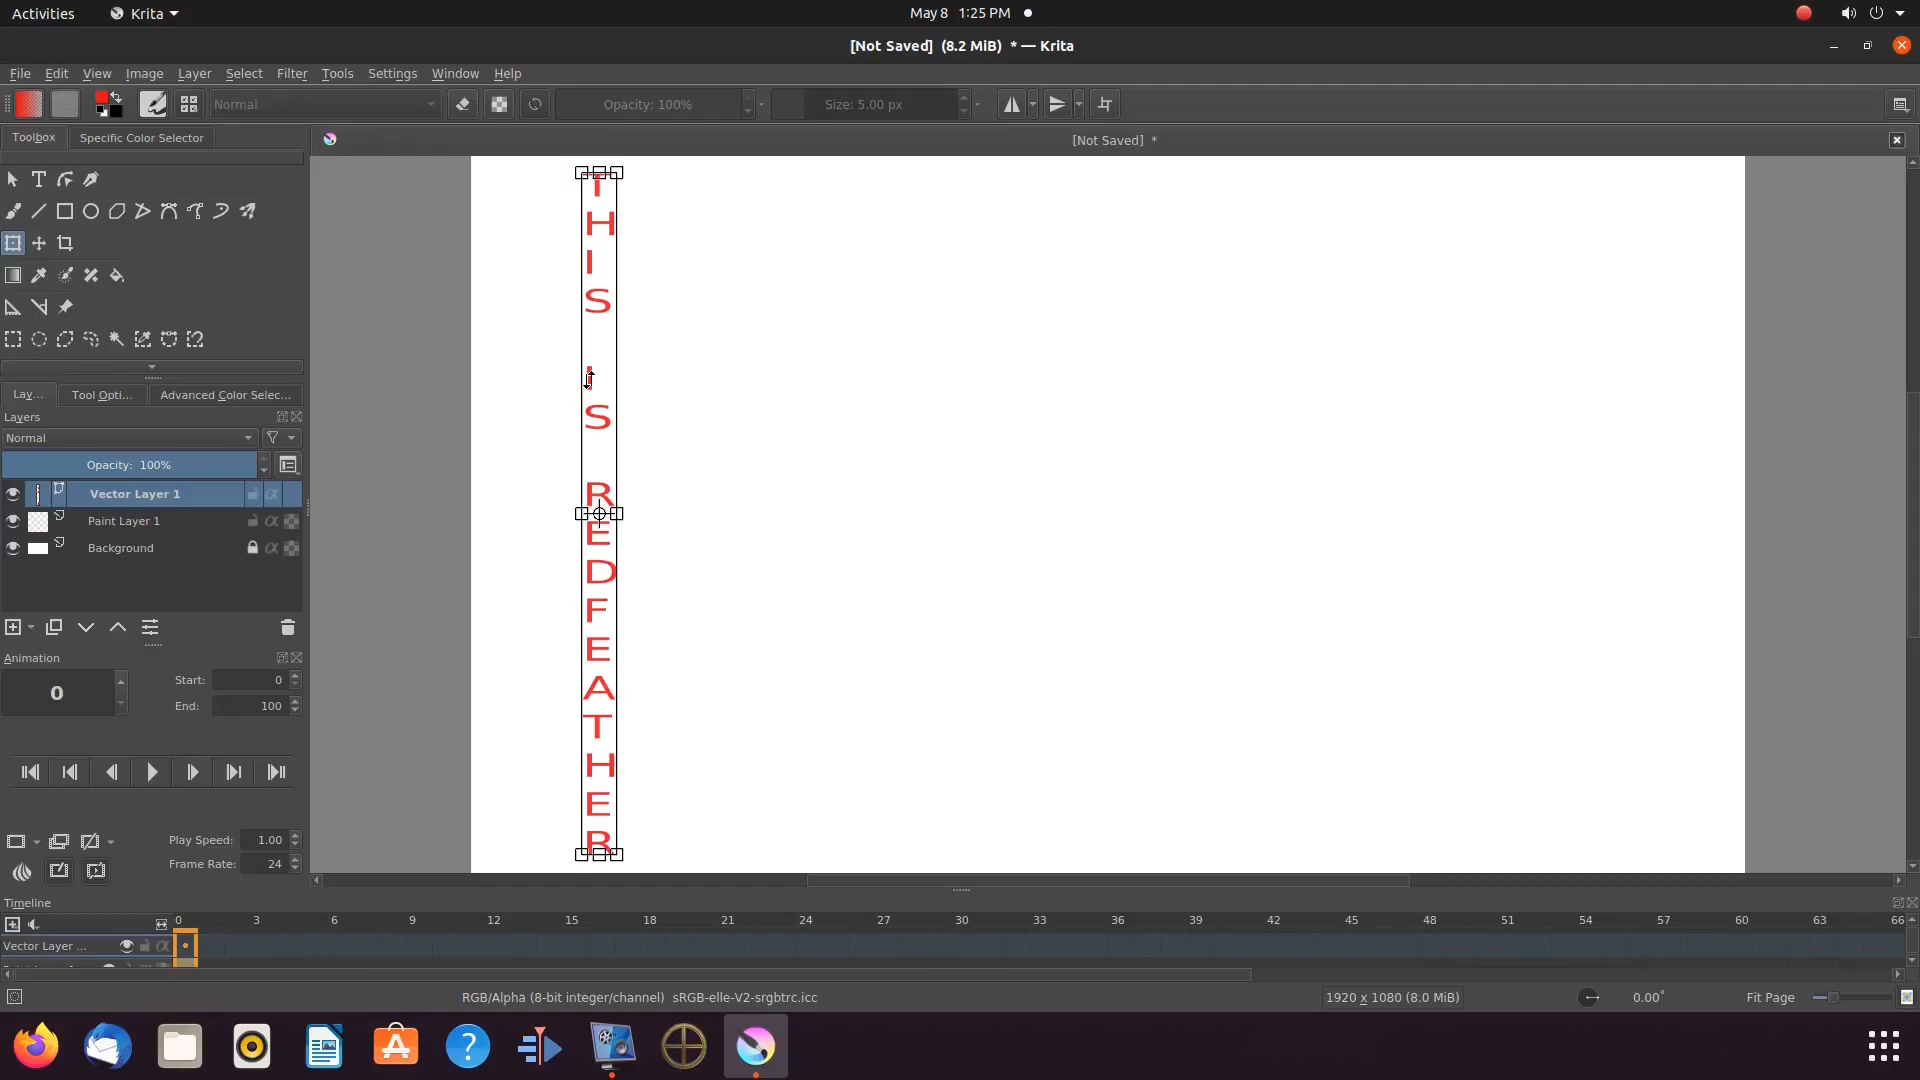 Activities
Krita
May 8 1:25 PM
[Not Saved] (8.2 MiB) * — Krita
File Edit View Image Layer Select Filter Tools Settings Window Help
Normal
Opacity: 100%
Size: 5.00 px
Toolbox
Specific Color Selector
[Not Saved] *
T
H
I
S
I
S
R
E
D
F
E
A
T
H
E
R
Lay...
Tool Opti...
Advanced Color Selec...
Layers
Normal
Opacity: 100%
Vector Layer 1
Paint Layer 1
Background
Animation
0
Start: 0
End: 100
Play Speed: 1.00
Frame Rate: 24
Timeline
0 3 6 9 12 15 18 21 24 27 30 33 36 39 42 45 48 51 54 57 60 63 66
Vector Layer ...
RGB/Alpha (8-bit integer/channel) sRGB-elle-V2-srgbtrc.icc
1920 x 1080 (8.0 MiB)
0.00°
Fit Page